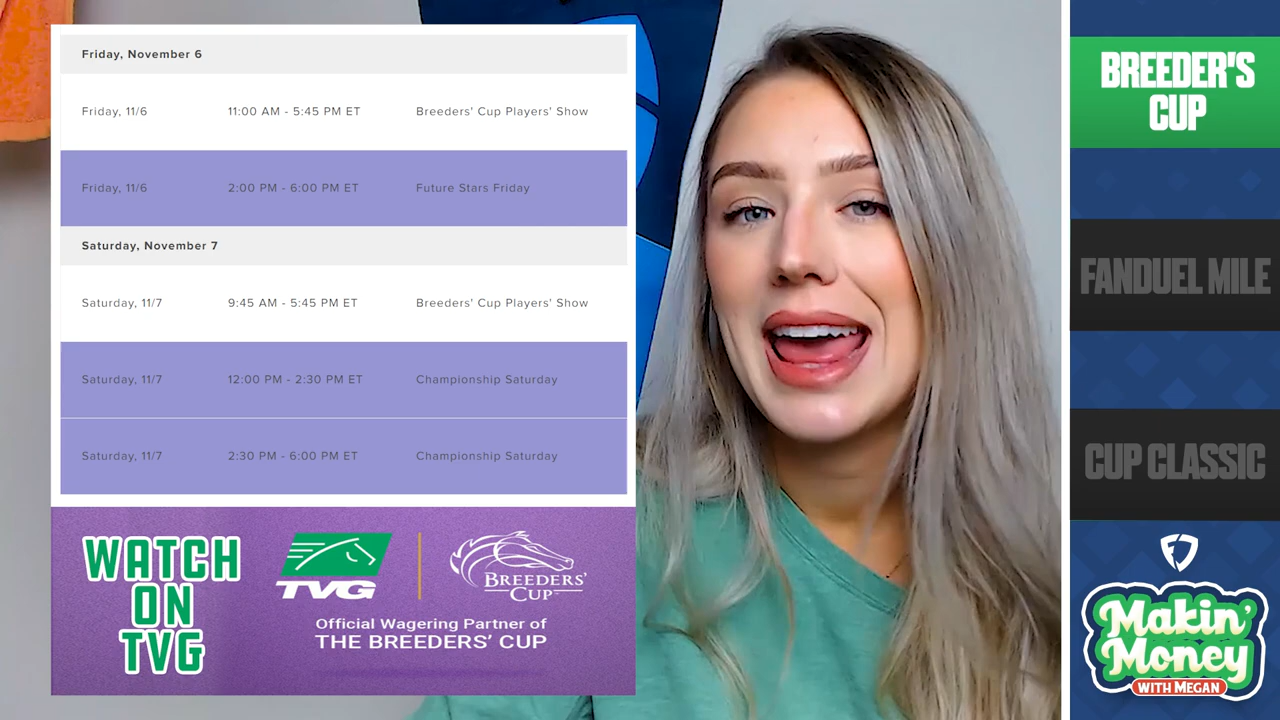 Friday, November 6
Friday, 11/6 11:00 AM - 5:45 PM ET Breeders' Cup Players' Show
Friday, 11/6 2:00 PM - 6:00 PM ET Future Stars Friday
Saturday, November 7
Saturday, 11/7 9:45 AM - 5:45 PM ET Breeders' Cup Players' Show
Saturday, 11/7 12:00 PM - 2:30 PM ET Championship Saturday
Saturday, 11/7 2:30 PM - 6:00 PM ET Championship Saturday
WATCH
ON
TVG
TVG
BREEDERS'
CUP
Official Wagering Partner of
THE BREEDERS' CUP
BREEDER'S
CUP
FANDUEL MILE
CUP CLASSIC
Makin'
Money
WITH MEGAN